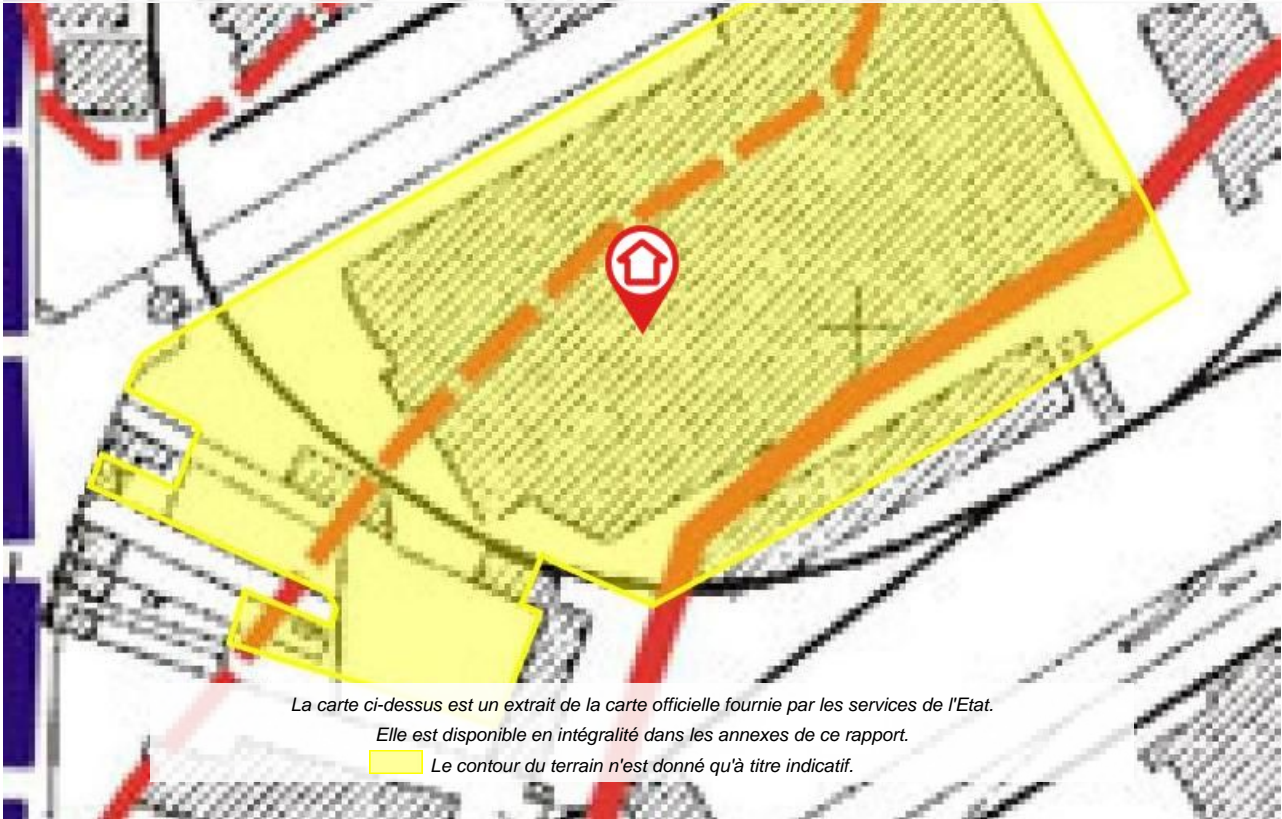 La carte ci-dessus est un extrait de la carte officielle fournie par les services de l'Etat.
Elle est disponible en intégralité dans les annexes de ce rapport.
Le contour du terrain n'est donné qu'à titre indicatif.